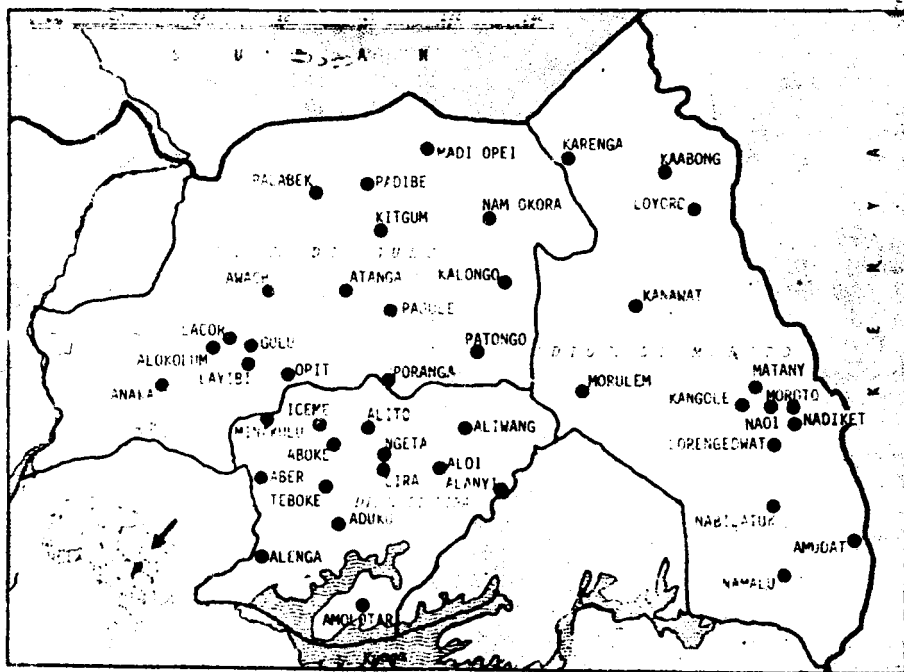 MADI OPEI
KARENGA
KAABONG
PALABEK
PADIBE
NAM OKORA
LOYORO
KITGUM
AWACH
ATANGA
KALONGO
KANAWAT
PAJULE
LACOR
GULU
ALOKOLUM
LAYIBI
OPIT
PATONGO
ANAKA
PORANGA
MORULEM
MATANY
KANGOLE
MOROTO
NAOI
NADIKET
LORENGEDWAT
ICEME
MINAKULU
ALITO
ALIWANG
ABOKE
NGETA
ABER
LIRA
ALOI
ALANYI
TEBOKE
ADUKU
NABILATUK
ALENGA
AMUDAT
NAMALU
AMOLATAR
KENYA